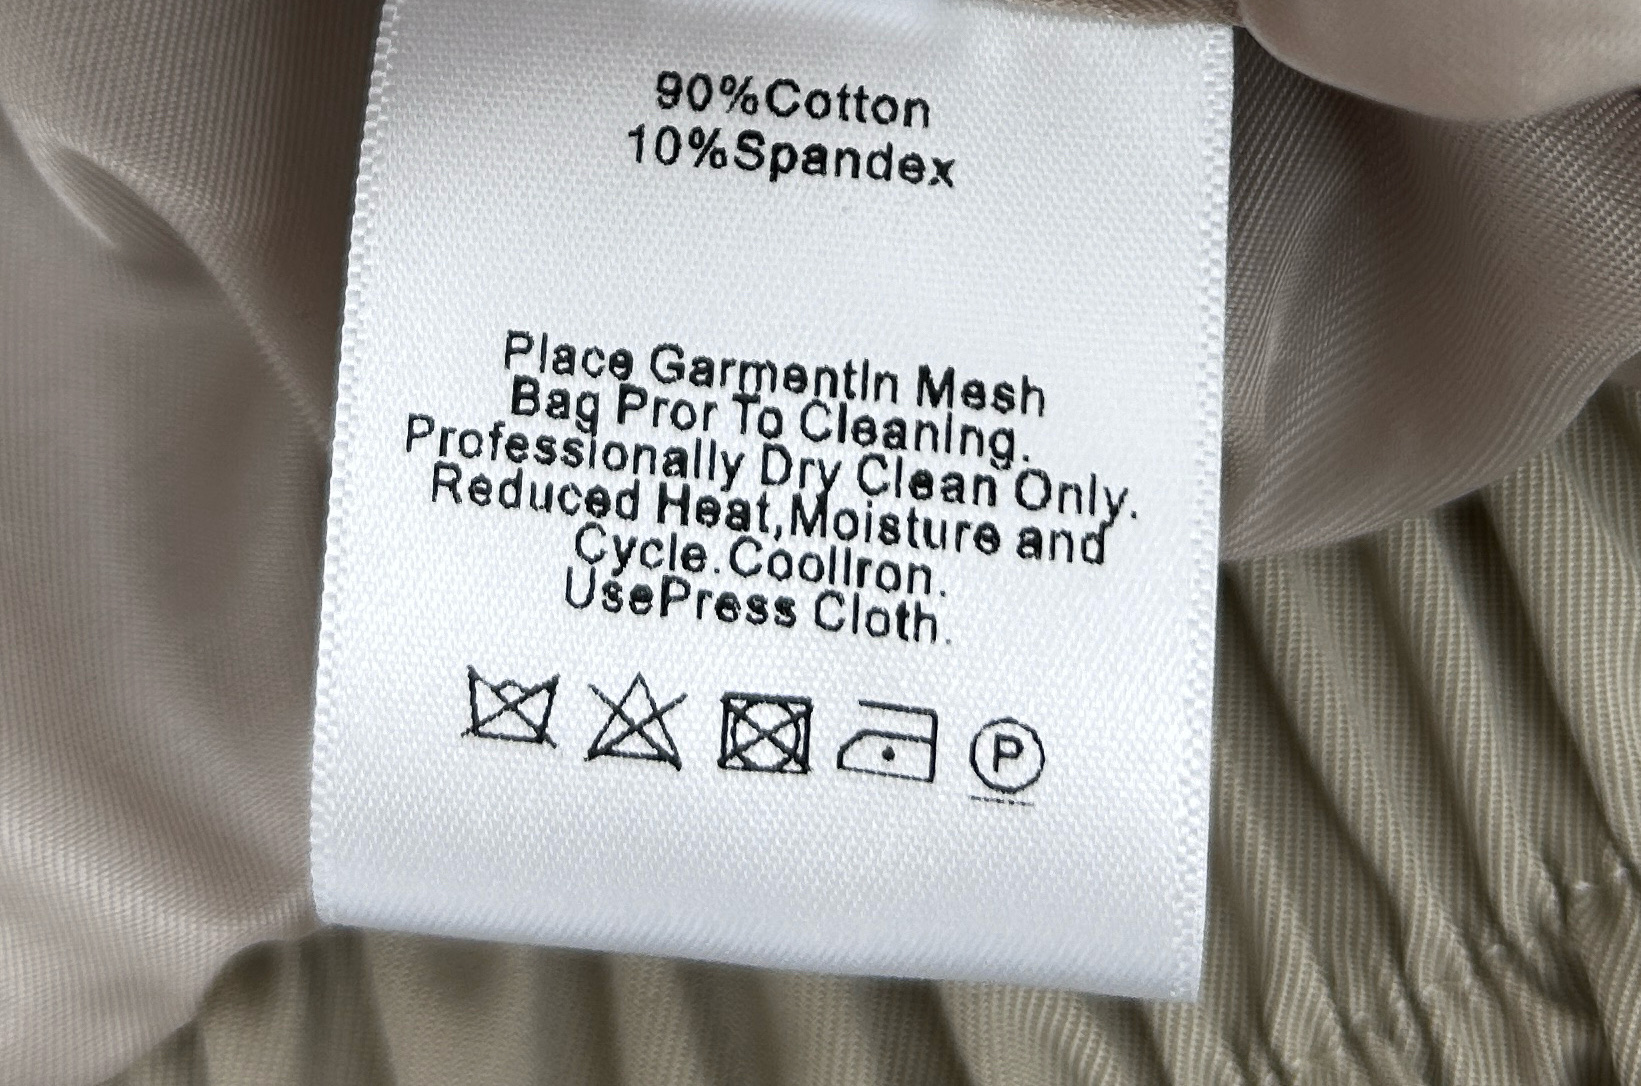 90%Cotton
10%Spandex
Place GarmentIn Mesh
Bag Pror To Cleaning.
Professionally Dry Clean Only.
Reduced Heat,Moisture and
Cycle.CoolIron.
UsePress Cloth.
P